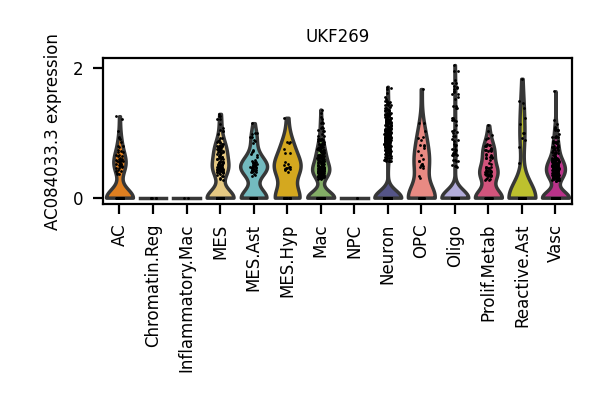 UKF269
AC084033.3 expression
2
0
AC
Chromatin.Reg
Inflammatory.Mac
MES
MES.Ast
MES.Hyp
Mac
NPC
Neuron
OPC
Oligo
Prolif.Metab
Reactive.Ast
Vasc